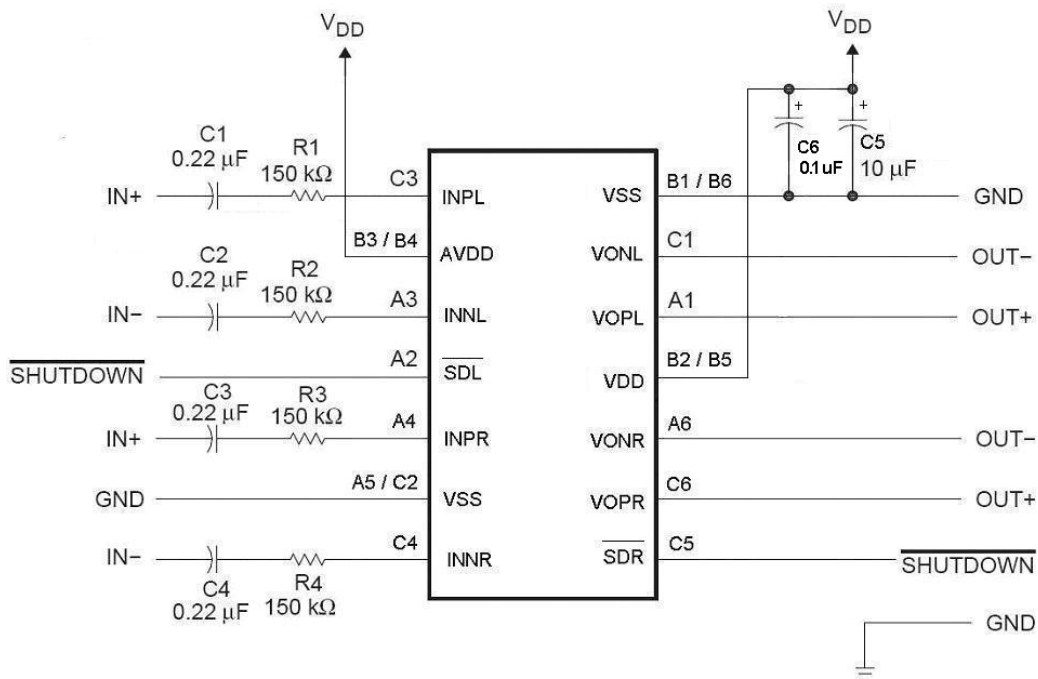 VDD
VDD
C1
0.22 μF
R1
150 kΩ
IN+
C3
INPL
VSS
B1 / B6
C6
0.1 uF
+
C5
10 μF
+
GND
B3 / B4
AVDD
VONL
C1
OUT−
C2
0.22 μF
R2
150 kΩ
IN−
A3
INNL
VOPL
A1
OUT+
SHUTDOWN
A2
SDL
VDD
B2 / B5
C3
0.22 μF
R3
150 kΩ
IN+
A4
INPR
VONR
A6
OUT−
GND
A5 / C2
VSS
VOPR
C6
OUT+
IN−
C4
INNR
SDR
C5
SHUTDOWN
C4
0.22 μF
R4
150 kΩ
GND